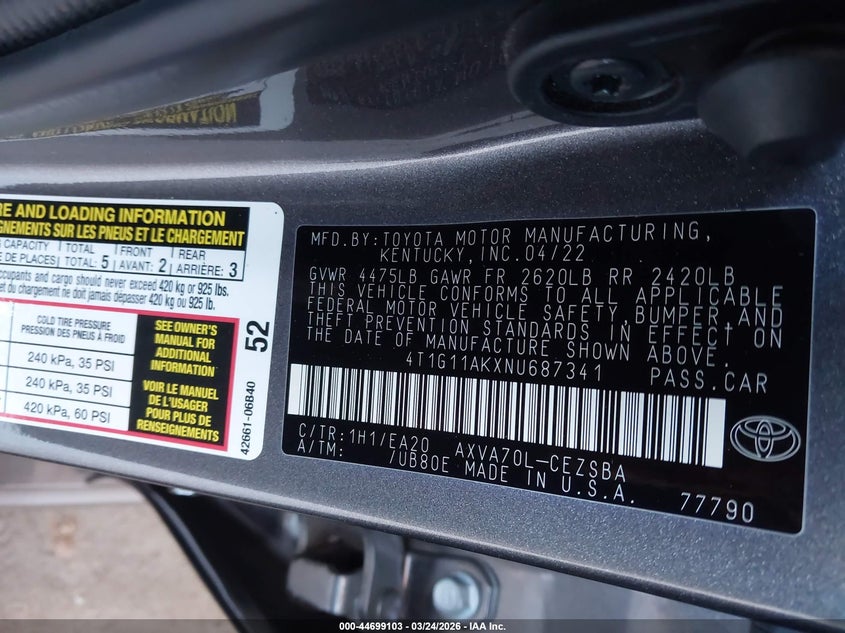 RE AND LOADING INFORMATION
GNEMENTS SUR LES PNEUS ET LE CHARGEMENT
CAPACITY TOTAL FRONT REAR
DE PLACES TOTAL: 5 AVANT: 2 ARRIÈRE: 3
ccupants and cargo should never exceed 420 kg or 925 lbs.
et du chargement ne doit jamais dépasser 420 kg ou 925 lb.
COLD TIRE PRESSURE
PRESSION DES PNEUS À FROID
240 kPa, 35 PSI
240 kPa, 35 PSI
420 kPa, 60 PSI
SEE OWNER'S
MANUAL FOR
ADDITIONAL
INFORMATION
VOIR LE MANUEL
DE L'USAGER
POUR PLUS DE
RENSEIGNEMENTS
52
42661-06B40
MFD.BY:TOYOTA MOTOR MANUFACTURING,
KENTUCKY,INC.04/22
GVWR 4475LB GAWR FR 2620LB RR 2420LB
THIS VEHICLE CONFORMS TO ALL APPLICABLE
FEDERAL MOTOR VEHICLE SAFETY,BUMPER,AND
THEFT PREVENTION STANDARDS IN EFFECT ON
THE DATE OF MANUFACTURE SHOWN ABOVE.
4T1G11AKXNU687341 PASS.CAR
C/TR:1H1/EA20 AXVA70L-CEZSBA
A/TM: /UB80E MADE IN U.S.A.
77790
000-44699103 - 03/24/2026 - IAA Inc.